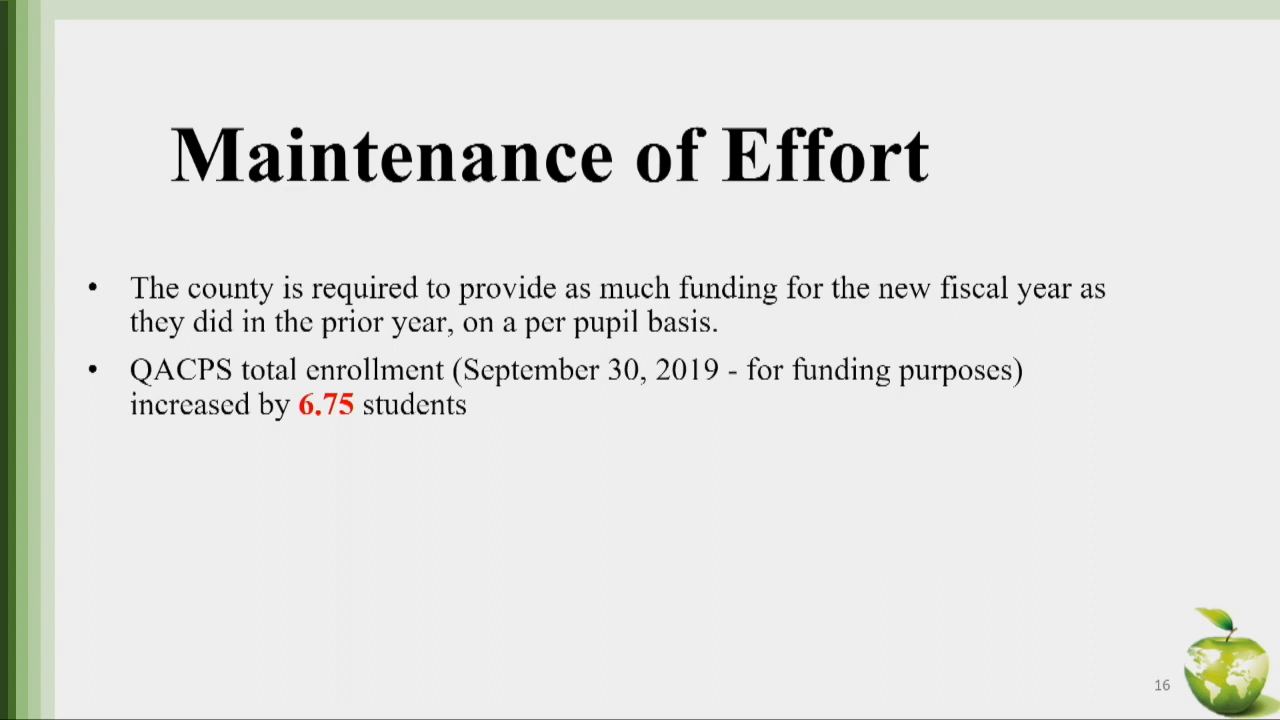 Maintenance of Effort
• The county is required to provide as much funding for the new fiscal year as
they did in the prior year, on a per pupil basis.
• QACPS total enrollment (September 30, 2019 - for funding purposes)
increased by 6.75 students
16